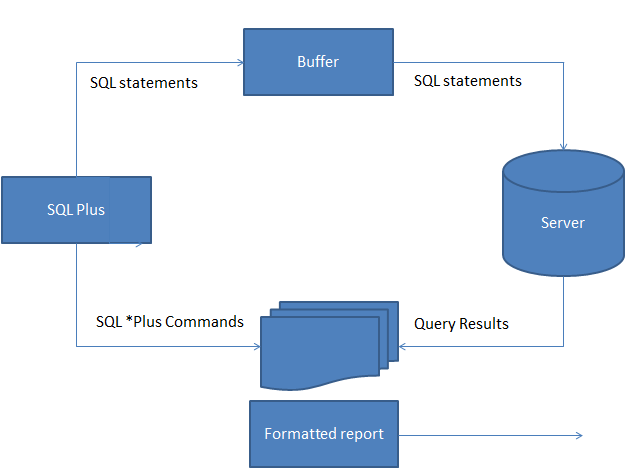 Buffer
SQL statements
SQL statements
SQL Plus
Server
SQL *Plus Commands
Query Results
Formatted report